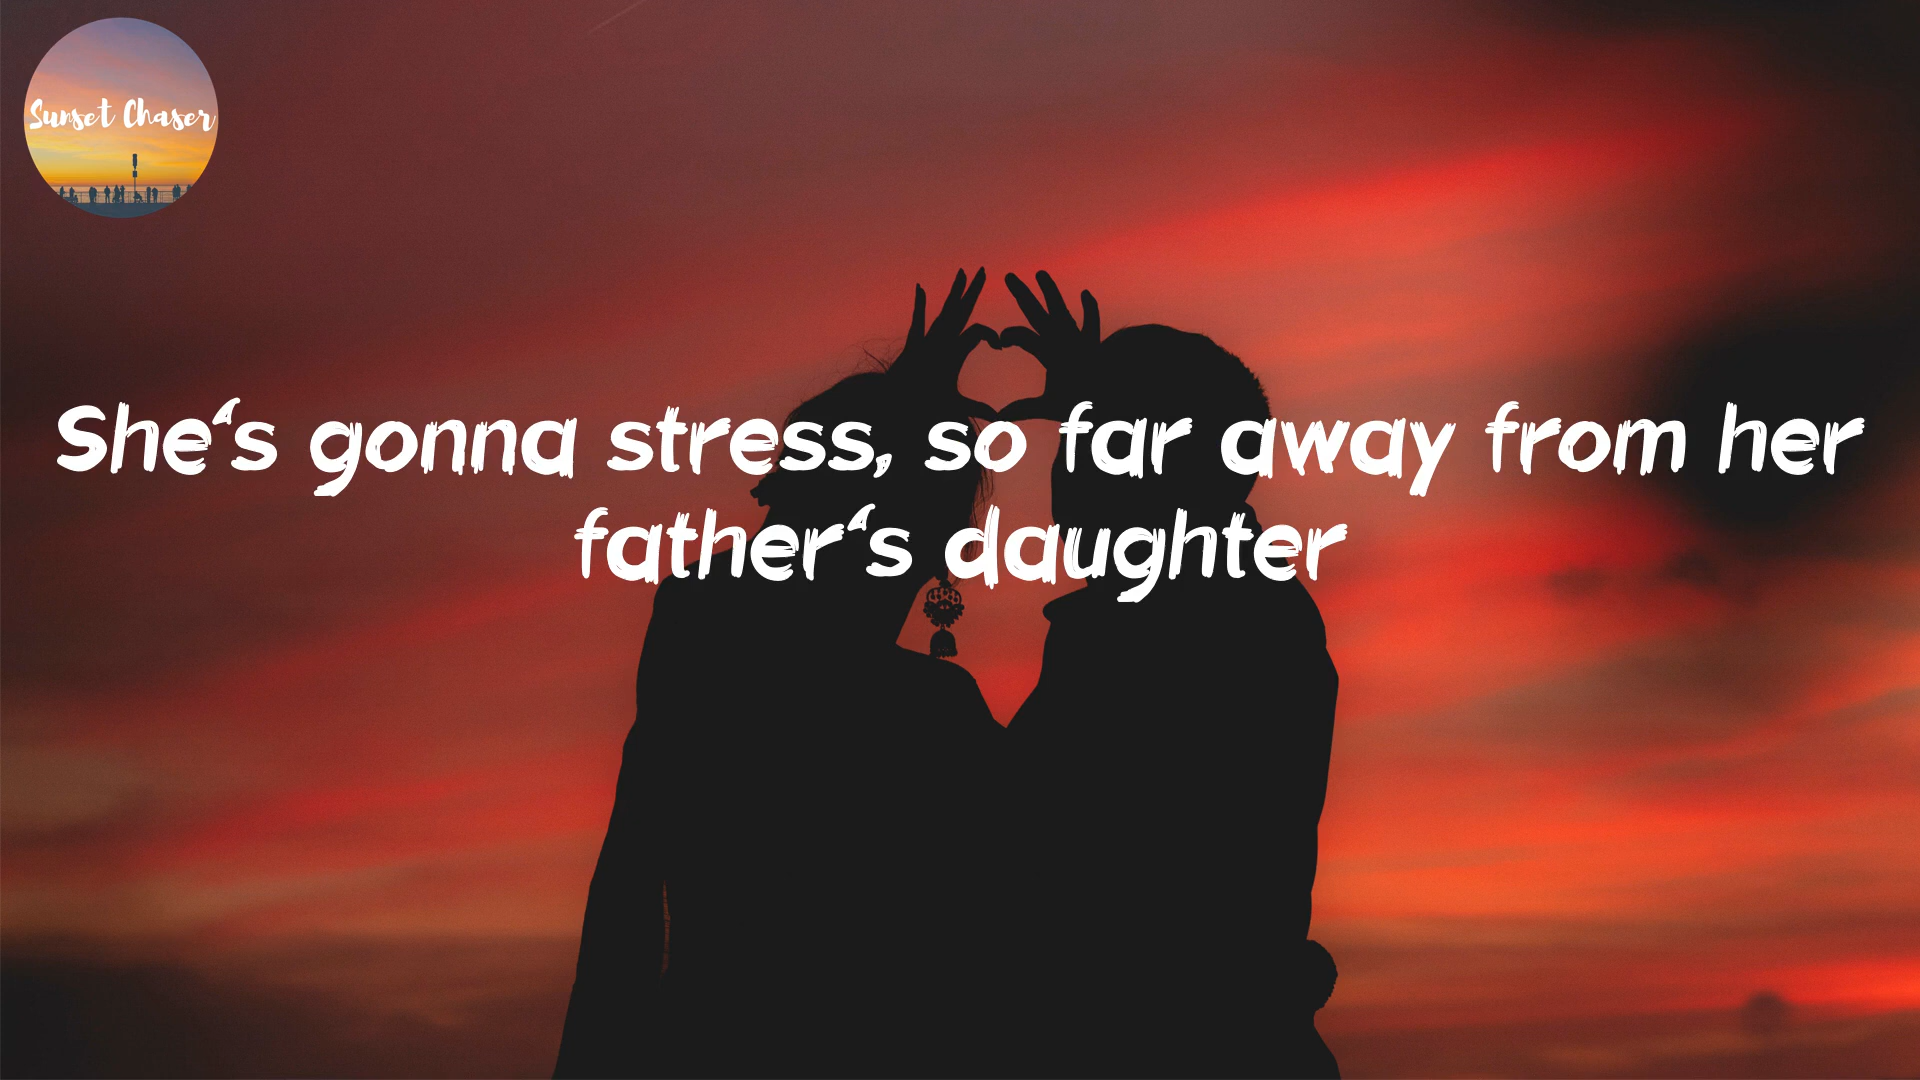 Sunset Chaser
She's gonna stress, so far away from her
father's daughter